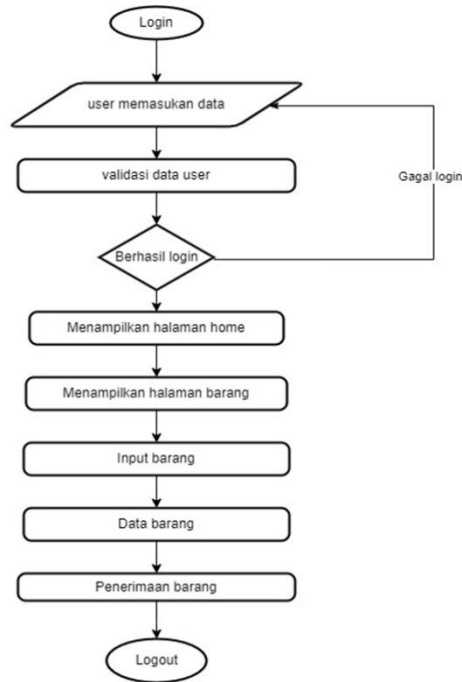 Login
user memasukan data
validasi data user
Gagal login
Berhasil login
Menampilkan halaman home
Menampilkan halaman barang
Input barang
Data barang
Penerimaan barang
Logout